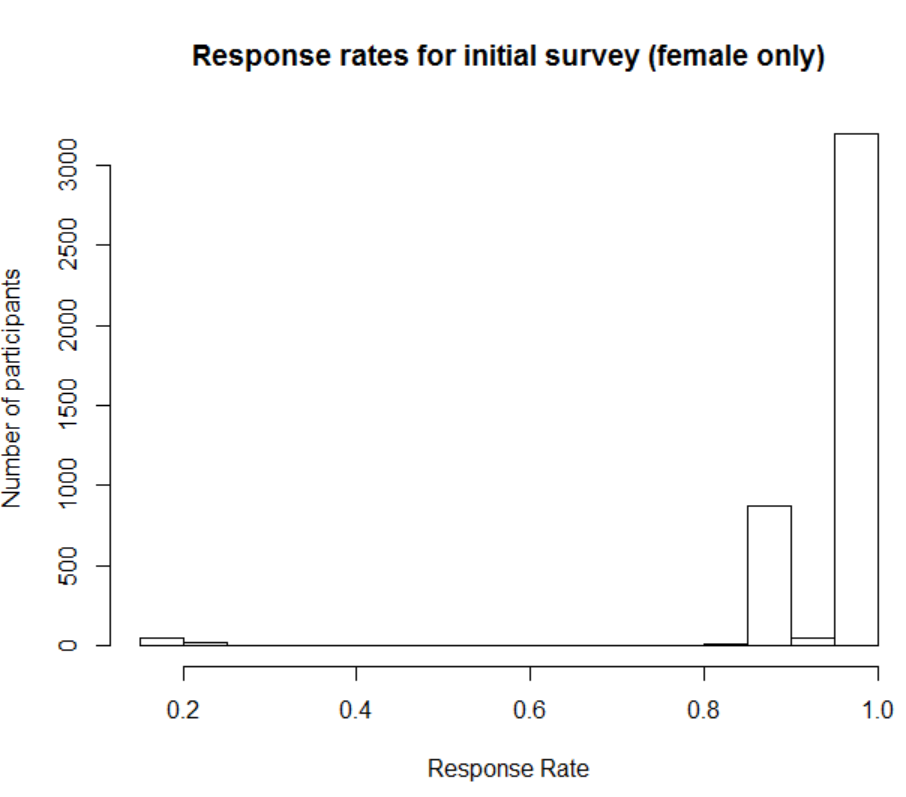 Response rates for initial survey (female only)
Number of participants
3000
2500
2000
1500
1000
500
0
0.2 0.4 0.6 0.8 1.0
Response Rate